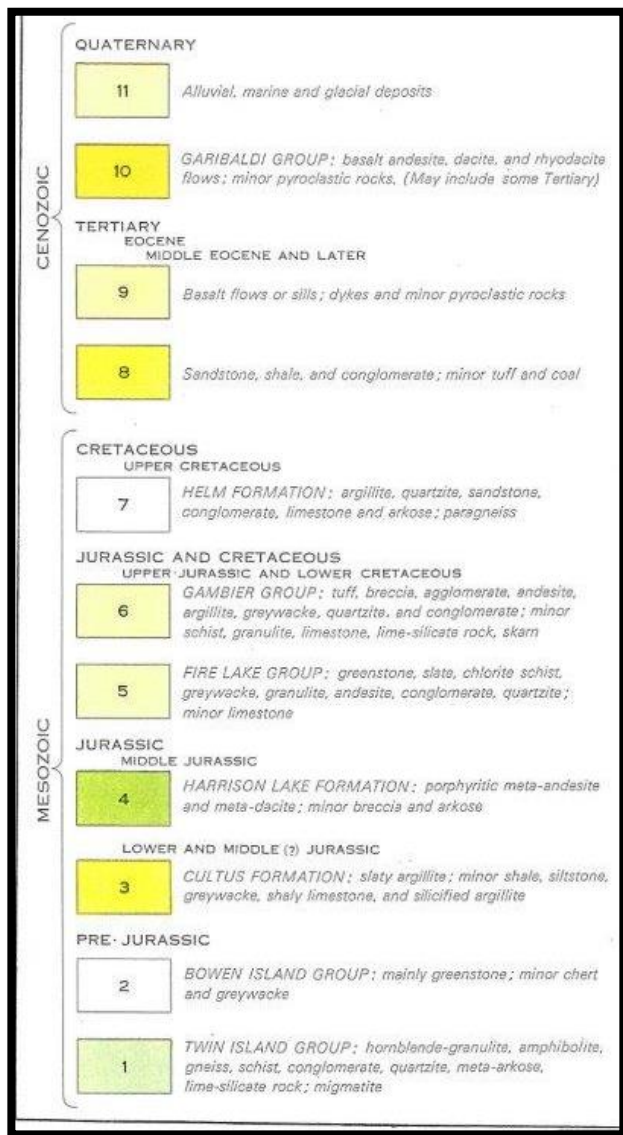 CENOZOIC
QUATERNARY
11
Alluvial, marine and glacial deposits
10
GARIBALDI GROUP: basalt andesite, dacite, and rhyodacite
flows; minor pyroclastic rocks, (May include some Tertiary)
TERTIARY
EOCENE
MIDDLE EOCENE AND LATER
9
Basalt flows or sills; dykes and minor pyroclastic rocks
8
Sandstone, shale, and conglomerate; minor tuff and coal
MESOZOIC
CRETACEOUS
UPPER CRETACEOUS
7
HELM FORMATION: argillite, quartzite, sandstone,
conglomerate, limestone and arkose; paragneiss
JURASSIC AND CRETACEOUS
UPPER JURASSIC AND LOWER CRETACEOUS
6
GAMBIER GROUP: tuff, breccia, agglomerate, andesite,
argillite, greywacke, quartzite, and conglomerate; minor
schist, granulite, limestone, lime-silicate rock, skarn
5
FIRE LAKE GROUP: greenstone, slate, chlorite schist,
greywacke, granulite, andesite, conglomerate, quartzite;
minor limestone
JURASSIC
MIDDLE JURASSIC
4
HARRISON LAKE FORMATION: porphyritic meta-andesite
and meta-dacite; minor breccia and arkose
LOWER AND MIDDLE (?) JURASSIC
3
CULTUS FORMATION: slaty argillite; minor shale, siltstone,
greywacke, shaly limestone, and silicified argillite
PRE-JURASSIC
2
BOWEN ISLAND GROUP: mainly greenstone; minor chert
and greywacke
1
TWIN ISLAND GROUP: hornblende-granulite, amphibolite,
gneiss, schist, conglomerate, quartzite, meta-arkose,
lime-silicate rock; migmatite